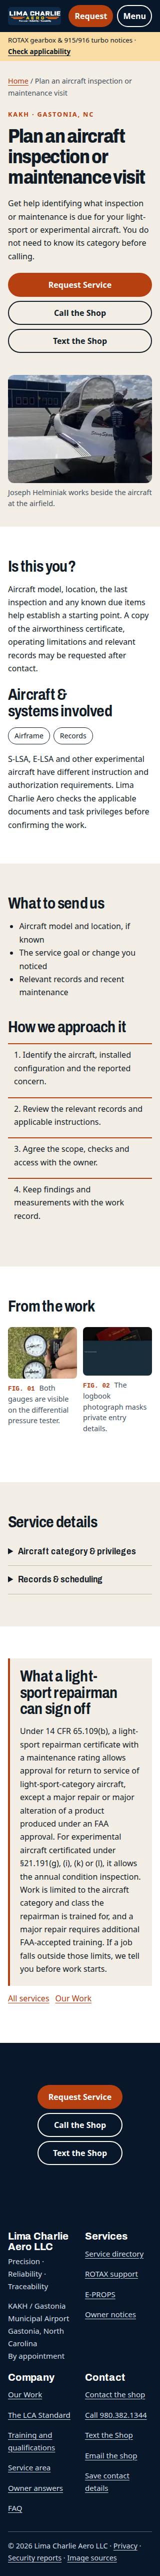 LIMA CHARLIE
AERO
Request
Menu
ROTAX gearbox & 915/916 turbo notices ·
Check applicability
Home / Plan an aircraft inspection or
maintenance visit
KAKH · GASTONIA, NC
Plan an aircraft
inspection or
maintenance visit
Get help identifying what inspection
or maintenance is due for your light-
sport or experimental aircraft. You do
not need to know its category before
calling.
Request Service
Call the Shop
Text the Shop
Joseph Helminiak works beside the aircraft
at the airfield.
Is this you?
Aircraft model, location, the last
inspection and any known due items
help establish a starting point. A copy
of the airworthiness certificate,
operating limitations and relevant
records may be requested after
contact.
Aircraft &
systems involved
Airframe
Records
S-LSA, E-LSA and other experimental
aircraft have different instruction and
authorization requirements. Lima
Charlie Aero checks the applicable
documents and task privileges before
confirming the work.
What to send us
• Aircraft model and location, if
known
• The service goal or change you
noticed
• Relevant records and recent
maintenance
How we approach it
1. Identify the aircraft, installed
configuration and the reported
concern.
2. Review the relevant records and
applicable instructions.
3. Agree the scope, checks and
access with the owner.
4. Keep findings and
measurements with the work
record.
From the work
FIG. 01 Both
gauges are visible
on the differential
pressure tester.
FIG. 02 The
logbook
photograph masks
private entry
details.
Service details
Aircraft category & privileges
Records & scheduling
What a light-
sport repairman
can sign off
Under 14 CFR 65.109(b), a light-
sport repairman certificate with
a maintenance rating allows
approval for return to service of
light-sport-category aircraft,
except a major repair or major
alteration of a product
produced under an FAA
approval. For experimental
aircraft certificated under
§21.191(g), (i), (k) or (l), it allows
the annual condition inspection.
Work is limited to the aircraft
category and class the
repairman is trained for, and a
major repair requires additional
FAA-accepted training. If a job
falls outside those limits, we tell
you before work starts.
All services Our Work
Request Service
Call the Shop
Text the Shop
Lima Charlie
Aero LLC
Precision ·
Reliability ·
Traceability
KAKH / Gastonia
Municipal Airport
Gastonia, North
Carolina
By appointment
Services
Service directory
ROTAX support
E-PROPS
Owner notices
Company
Our Work
The LCA Standard
Training and
qualifications
Service area
Owner answers
FAQ
Contact
Contact the shop
Call 980.382.1344
Text the Shop
Email the shop
Save contact
details
© 2026 Lima Charlie Aero LLC · Privacy ·
Security reports · Image sources